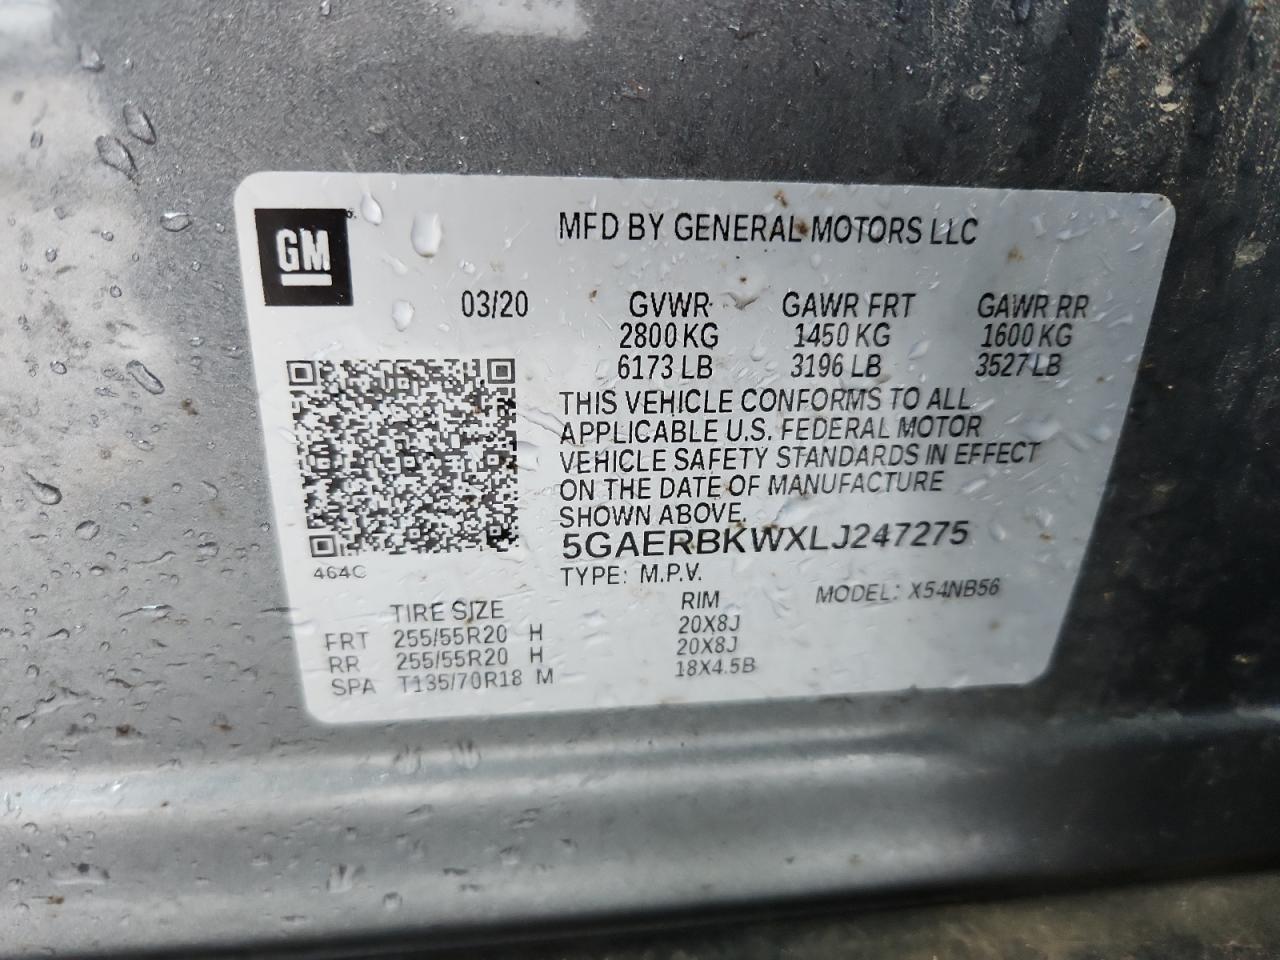 GM
MFD BY GENERAL MOTORS LLC
03/20 GVWR GAWR FRT GAWR RR
2800 KG 1450 KG 1600 KG
6173 LB 3196 LB 3527 LB
THIS VEHICLE CONFORMS TO ALL
APPLICABLE U.S. FEDERAL MOTOR
VEHICLE SAFETY STANDARDS IN EFFECT
ON THE DATE OF MANUFACTURE
SHOWN ABOVE.
5GAERBKWXLJ247275
464C
TYPE: M.P.V. MODEL: X54NB56
TIRE SIZE RIM
FRT 255/55R20 H 20X8J
RR 255/55R20 H 20X8J
SPA T135/70R18 M 18X4.5B